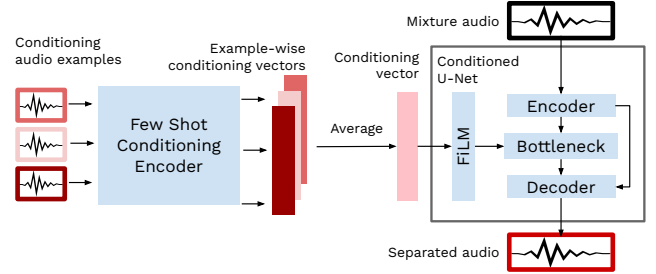 Mixture audio
Conditioning
audio examples
Example-wise
conditioning vectors
Conditioning
vector
Conditioned
U-Net
Few Shot
Conditioning
Encoder
Average
FiLM
Encoder
Bottleneck
Decoder
Separated audio